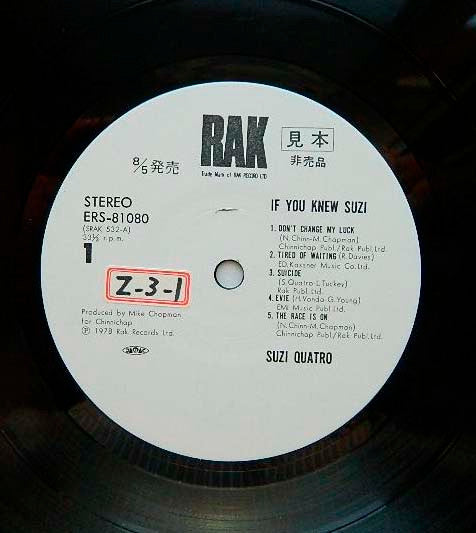 RAK
Trade Mark of RAK RECORD LTD
見本
非売品
8/5発売
STEREO
ERS-81080
(SRAK 532-A)
33⅓ r.p.m.
1
Z-3-1
Produced by Mike Chapman
for Chinnichap
Ⓟ 1978 Rak Records Ltd.
IF YOU KNEW SUZI
1. DON'T CHANGE MY LUCK
(N.Chinn-M.Chapman)
Chinnichap Publ./Rak Publ.Ltd.
2. TIRED OF WAITING (R.Davies)
ED.Kassner Music Co.Ltd.
3. SUICIDE
(S.Quatro-L.Tuckey)
Rak Publ.Ltd.
4. EVIE (H.Vonda-G.Young)
EMI Music Publ.Ltd
5. THE RACE IS ON
(N.Chinn-M.Chapman)
Chinnichap Publ./Rak Publ.Ltd.
SUZI QUATRO